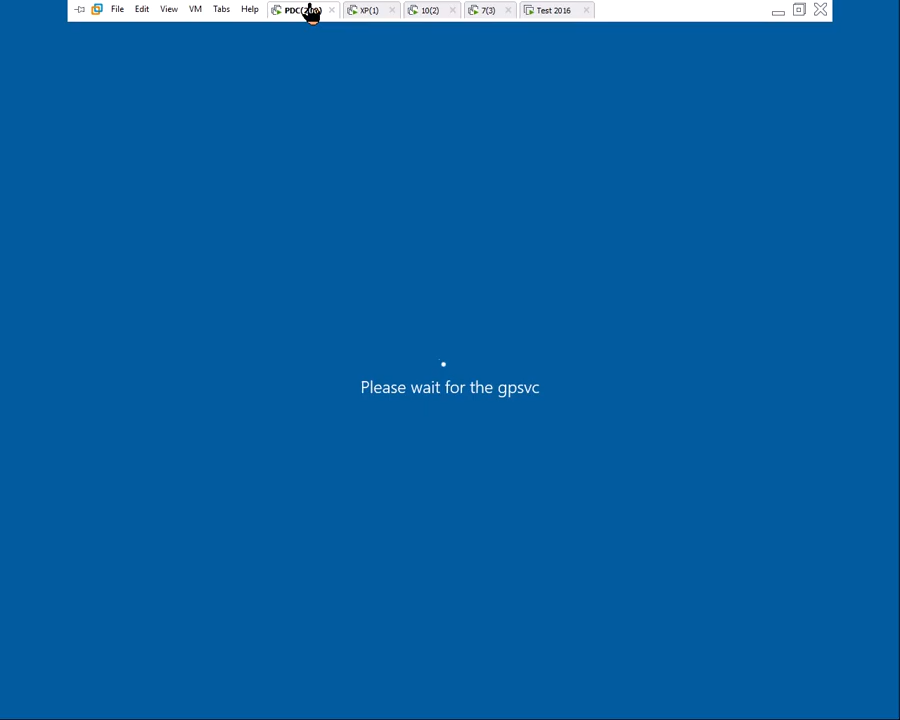 File Edit View VM Tabs Help XP(1) 10(2) 7(3) Test 2016
Please wait for the gpsvc